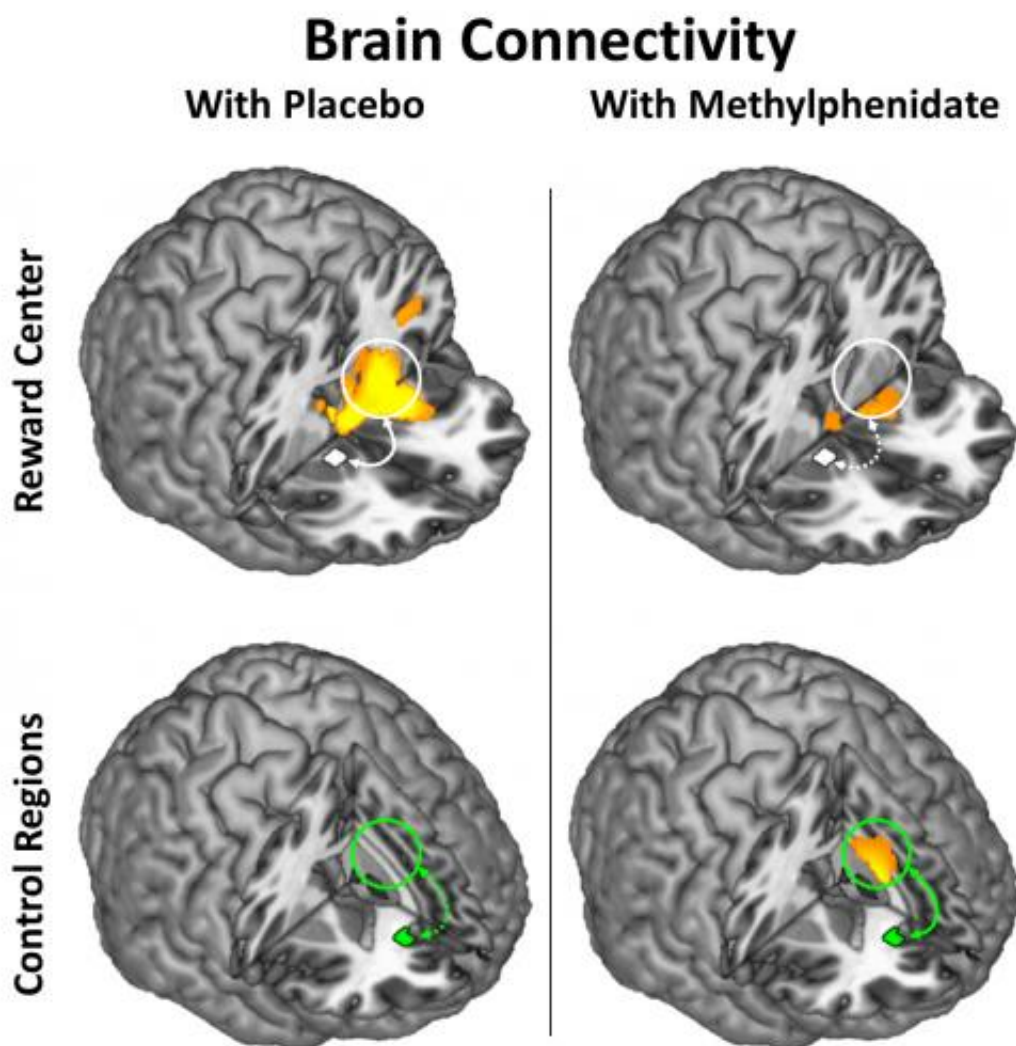 Brain Connectivity
With Placebo
With Methylphenidate
Reward Center
Control Regions